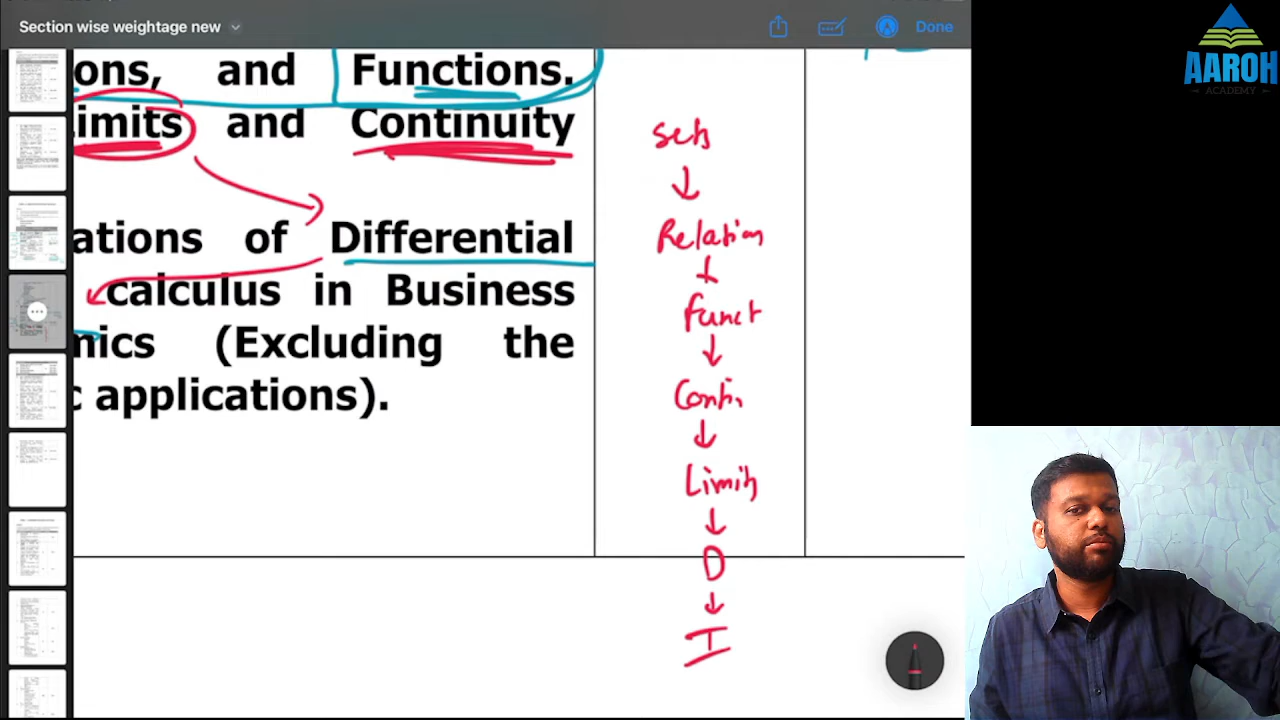 Section wise weightage new
Done
AAROH
ACADEMY
ons, and Functions.
imits and Continuity
ations of Differential
calculus in Business
mics (Excluding the
c applications).
Sets
Relation
Funct
Conti.
Limits
D
I